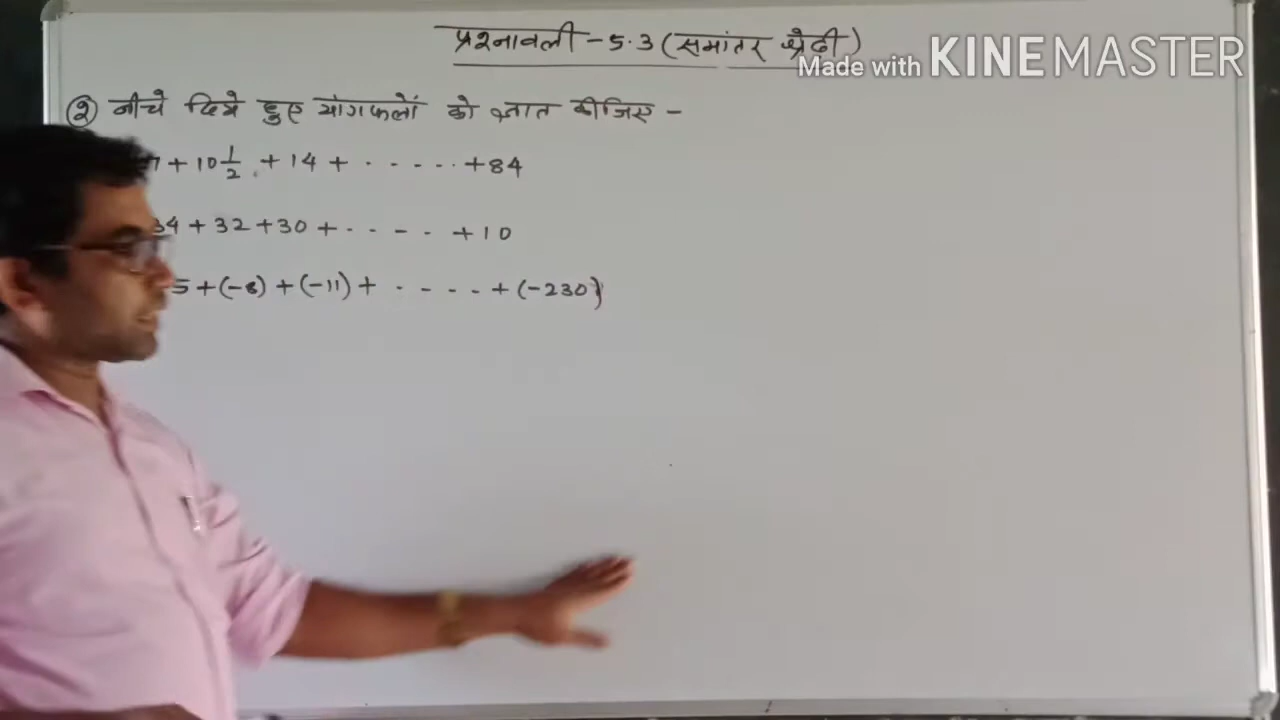 प्रश्नावली - 5.3 (समांतर श्रेढी)
Made with KINEMASTER
② नीचे दिये हुए योगफलों को ज्ञात कीजिए -
7 + 10 1/2 + 14 + ...... + 84
34 + 32 + 30 + ..... + 10
5 + (-8) + (-11) + ..... + (-230)